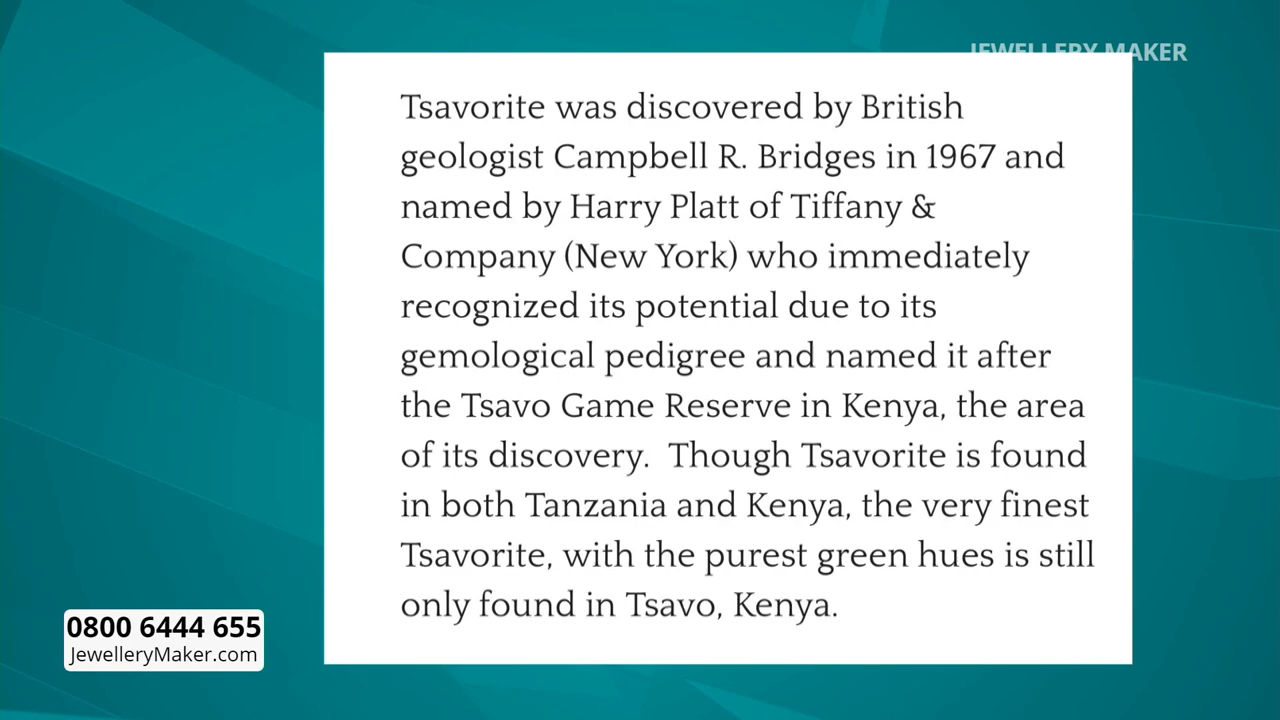 JEWELLERY MAKER
Tsavorite was discovered by British
geologist Campbell R. Bridges in 1967 and
named by Harry Platt of Tiffany &
Company (New York) who immediately
recognized its potential due to its
gemological pedigree and named it after
the Tsavo Game Reserve in Kenya, the area
of its discovery.  Though Tsavorite is found
in both Tanzania and Kenya, the very finest
Tsavorite, with the purest green hues is still
only found in Tsavo, Kenya.
0800 6444 655
JewelleryMaker.com